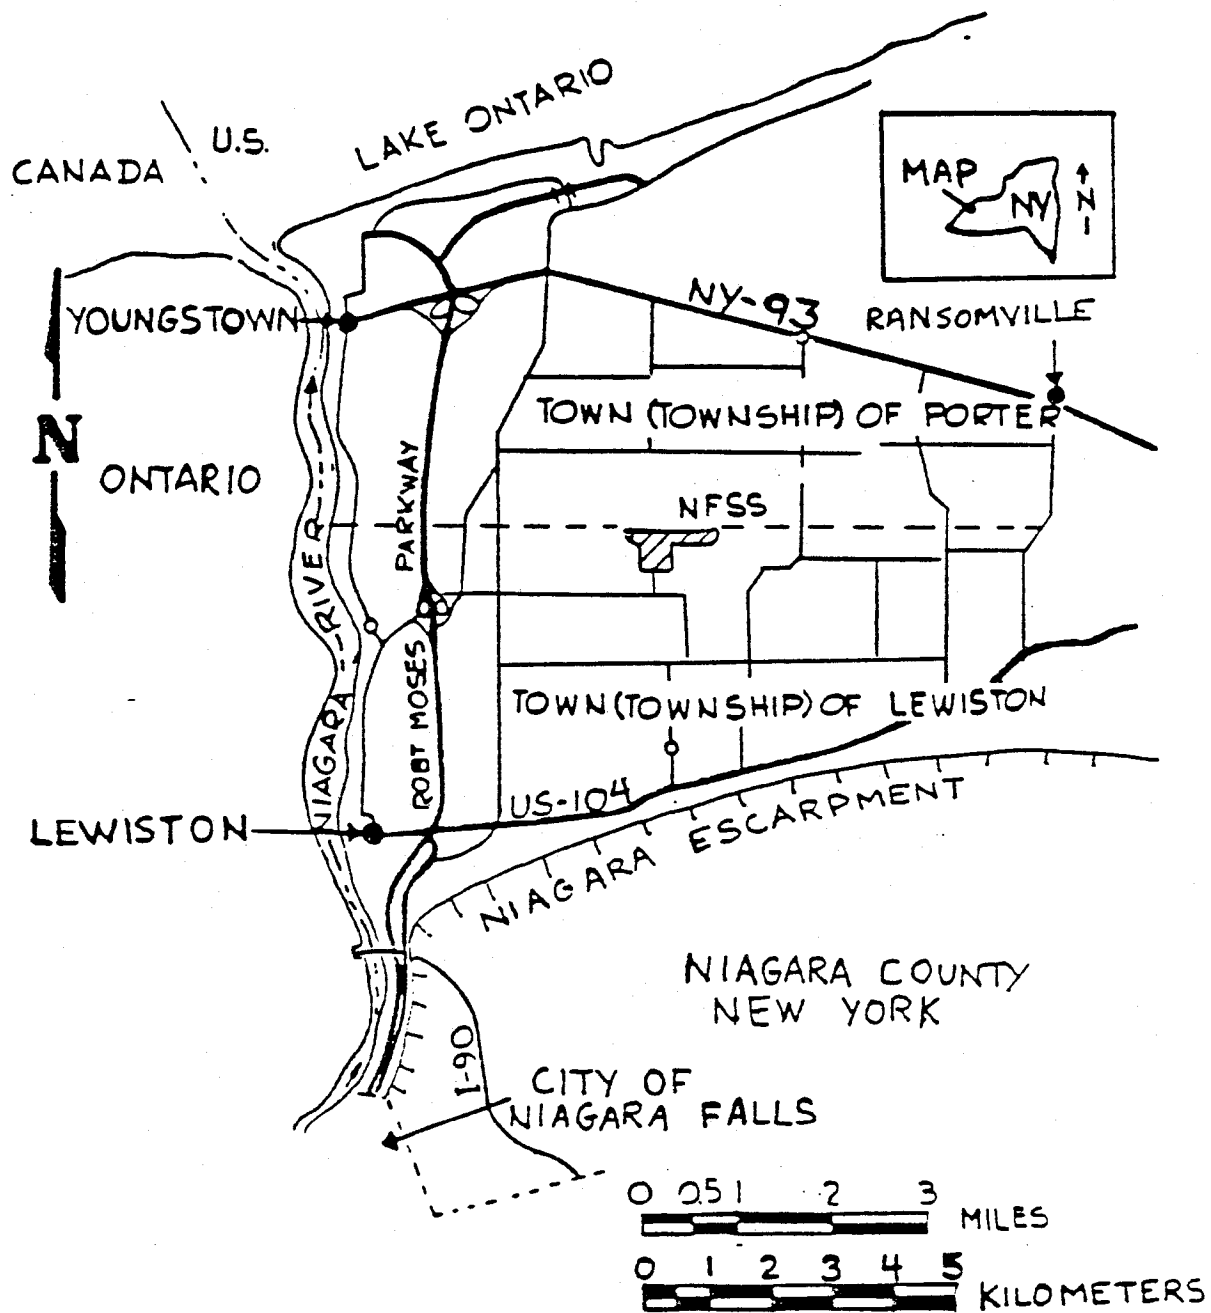 LAKE ONTARIO
U.S.
CANADA
MAP
NY
N
YOUNGSTOWN
NY-93
RANSOMVILLE
TOWN (TOWNSHIP) OF PORTER
N
ONTARIO
PARKWAY
NFSS
NIAGARA RIVER
ROBT MOSES
TOWN (TOWNSHIP) OF LEWISTON
US-104
LEWISTON
NIAGARA ESCARPMENT
NIAGARA COUNTY
NEW YORK
I-90
CITY OF
NIAGARA FALLS
0 0.5 1 2 3
MILES
0 1 2 3 4 5
KILOMETERS